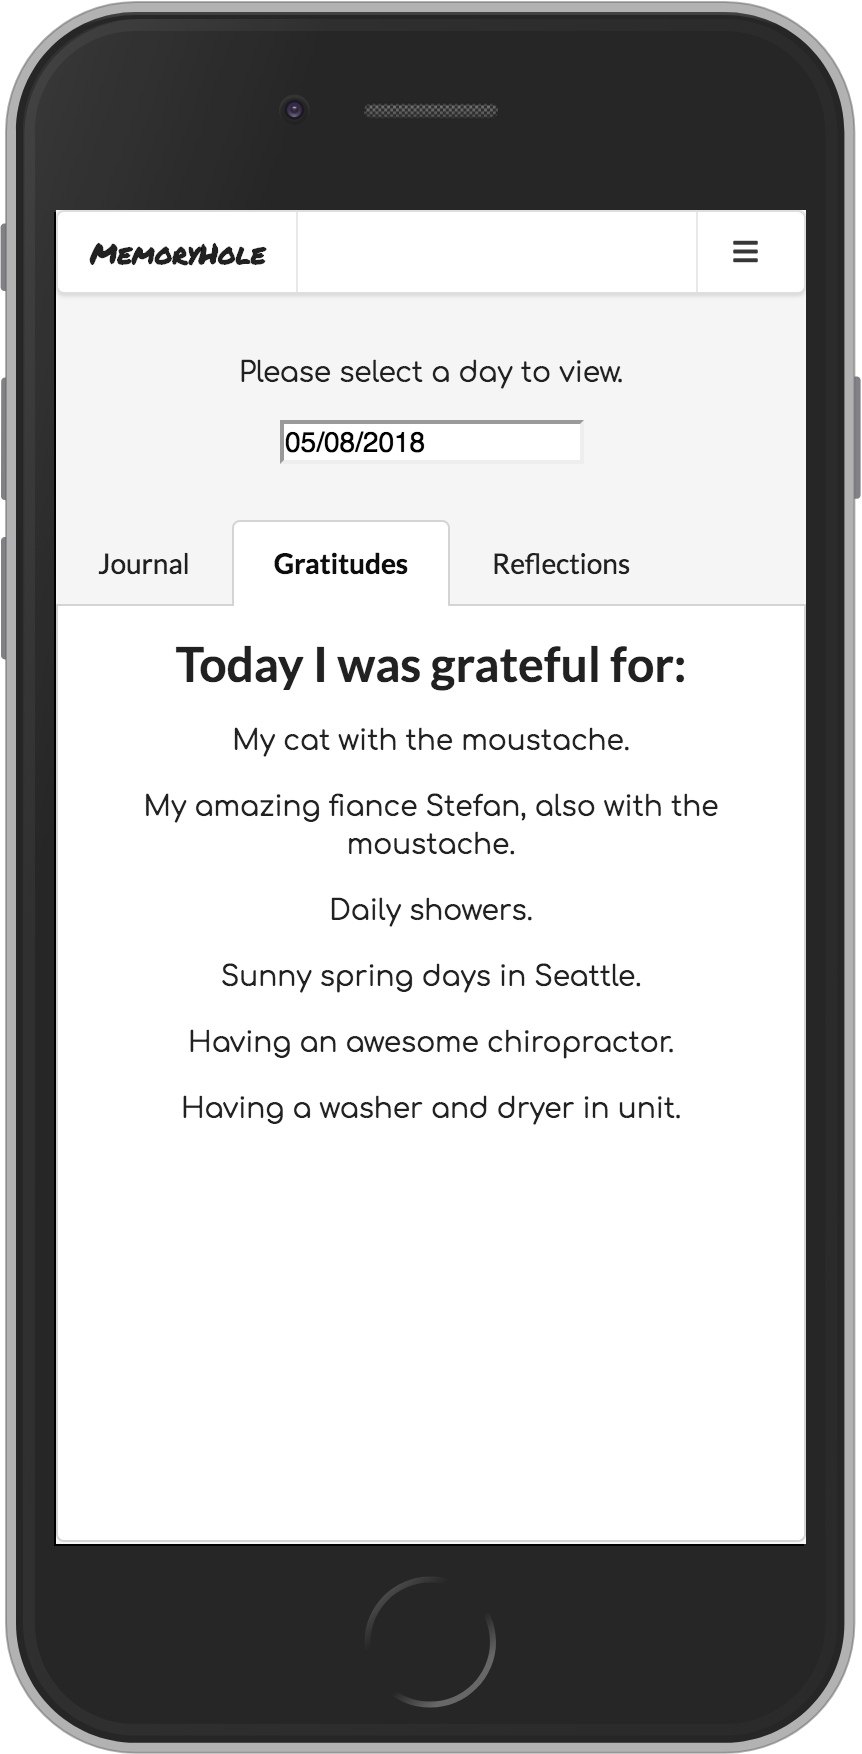 MemoryHole
Please select a day to view.
05/08/2018
Journal
Gratitudes
Reflections
Today I was grateful for:
My cat with the moustache.
My amazing fiance Stefan, also with the
moustache.
Daily showers.
Sunny spring days in Seattle.
Having an awesome chiropractor.
Having a washer and dryer in unit.